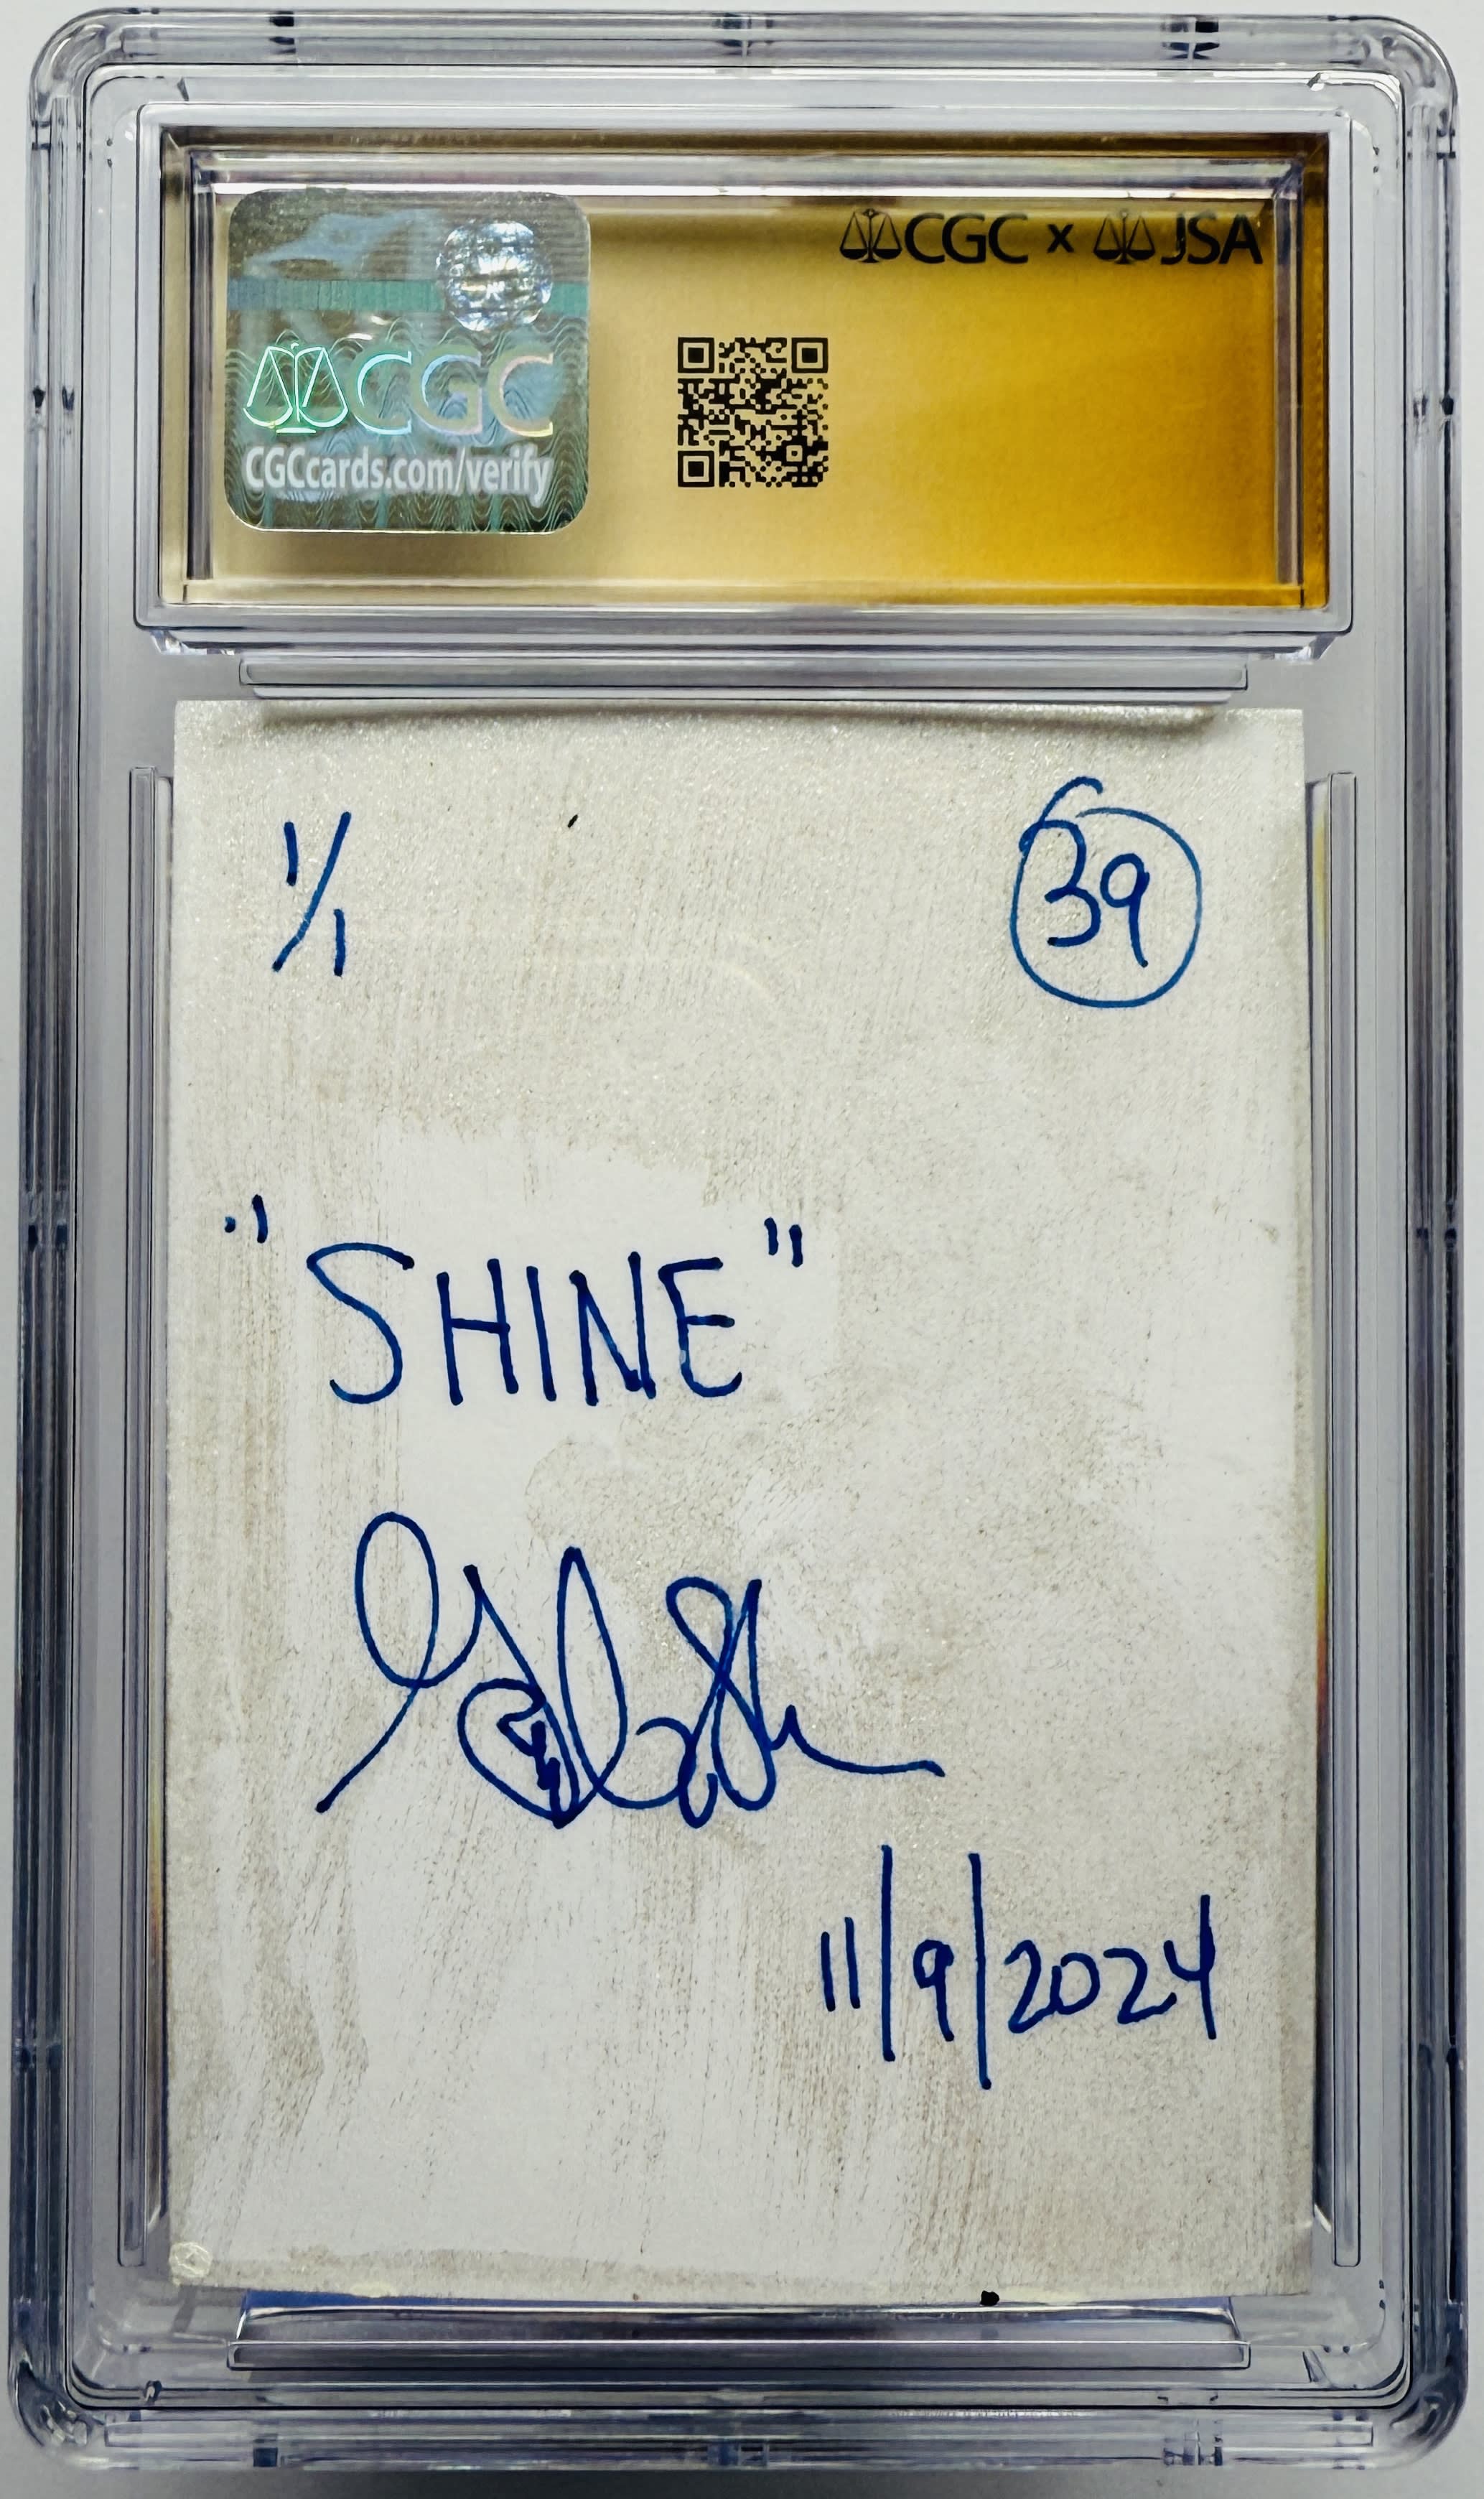 CGC x JSA
CGC
CGCcards.com/verify
1/1
39
"SHINE"
11/9/2024